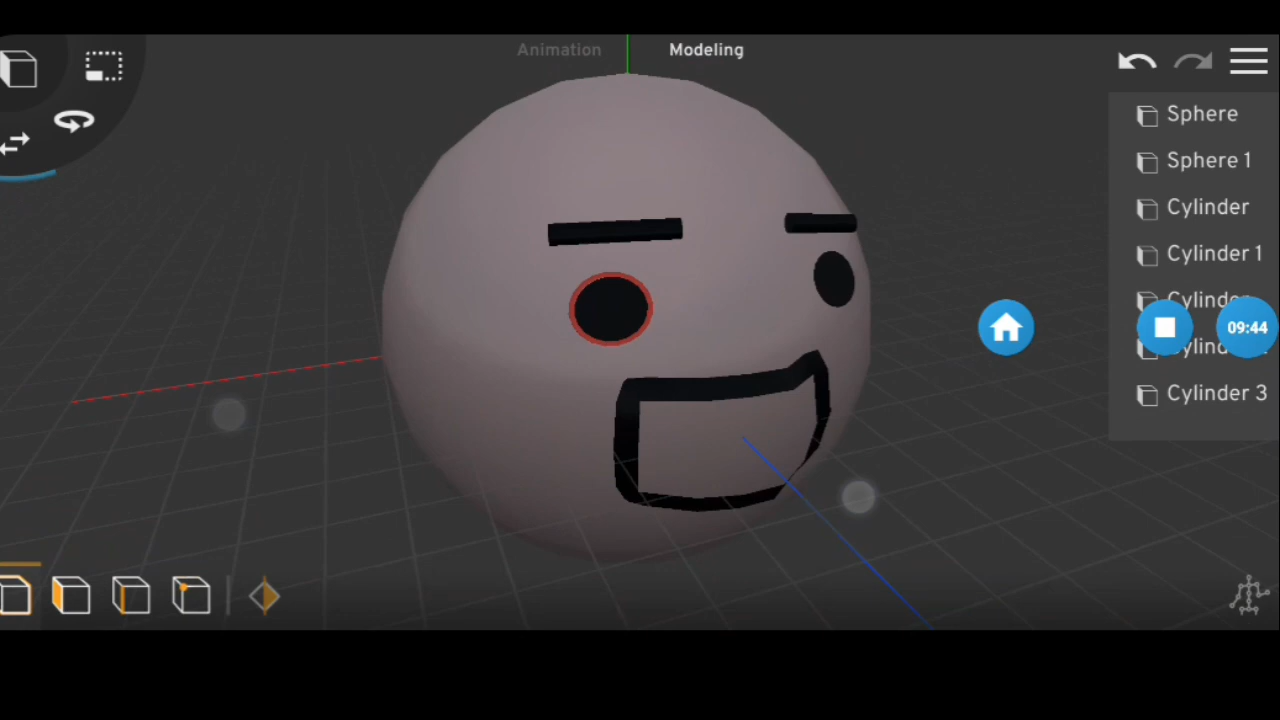 Animation Modeling
Sphere
Sphere 1
Cylinder
Cylinder 1
09:44
Cylinder 3